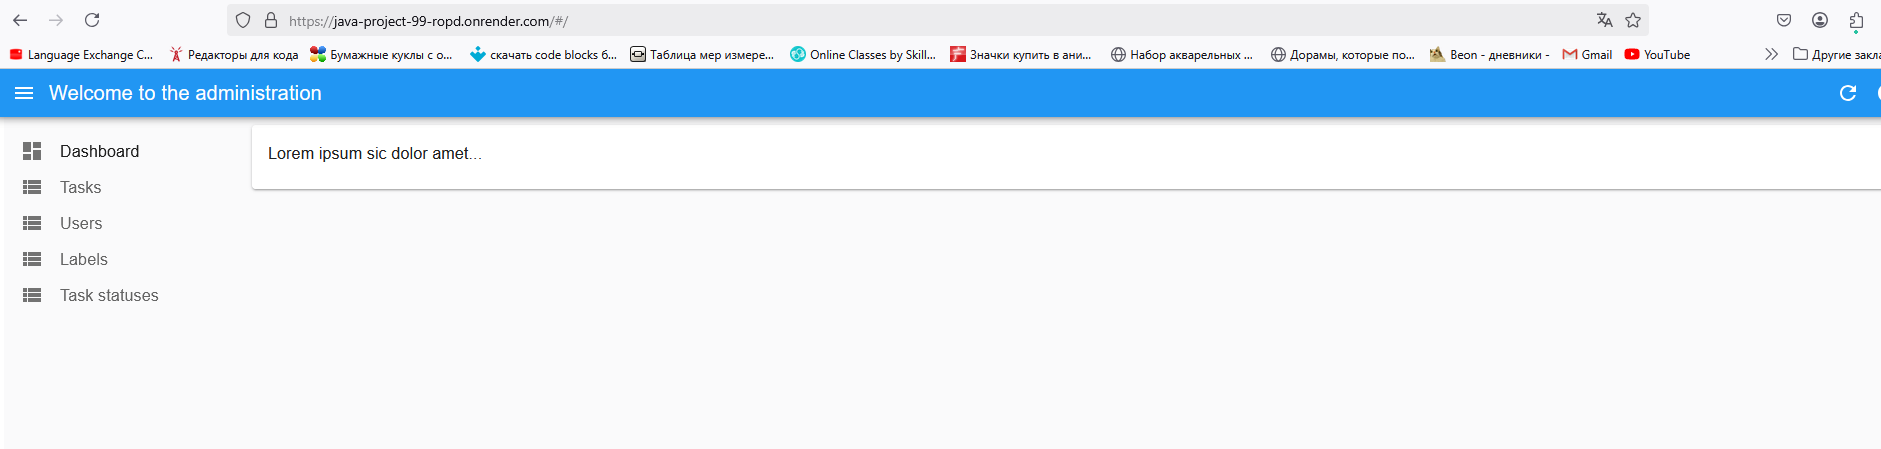 https://java-project-99-ropd.onrender.com/#/
Language Exchange C... Редакторы для кода Бумажные куклы с о... скачать code blocks б... Таблица мер измере... Online Classes by Skill... Значки купить в ани... Набор акварельных ... Дорамы, которые по... Beon - дневники - Gmail YouTube Другие закла
Welcome to the administration
Dashboard
Lorem ipsum sic dolor amet...
Tasks
Users
Labels
Task statuses